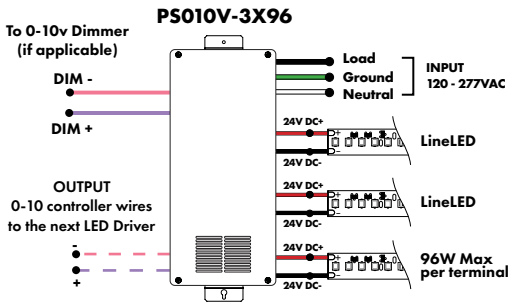 PS010V-3X96
To 0-10v Dimmer
(if applicable)
DIM -
DIM +
OUTPUT
0-10 controller wires
to the next LED Driver
-
+
Load
Ground
Neutral
INPUT
120 - 277VAC
24V DC+
+
-
24V DC-
LineLED
24V DC+
+
-
24V DC-
LineLED
24V DC+
+
-
24V DC-
96W Max
per terminal